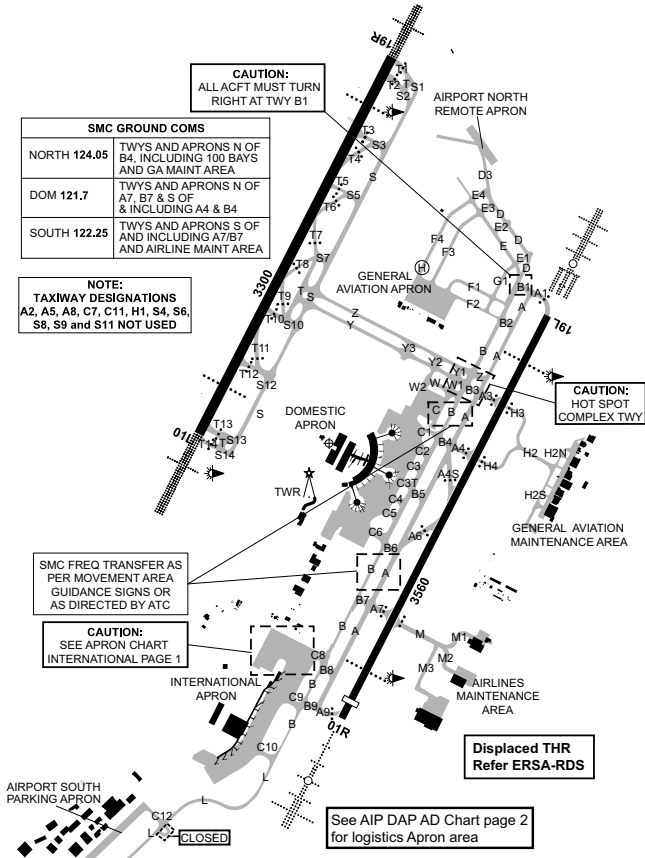 19R
CAUTION:
ALL ACFT MUST TURN
RIGHT AT TWY B1
T1
T2
T
S1
S2
AIRPORT NORTH
REMOTE APRON
SMC GROUND COMS
NORTH 124.05
TWYS AND APRONS N OF
B4, INCLUDING 100 BAYS
AND GA MAINT AREA
DOM 121.7
TWYS AND APRONS N OF
A7, B7 & S OF
& INCLUDING A4 & B4
SOUTH 122.25
TWYS AND APRONS S OF
AND INCLUDING A7/B7
AND AIRLINE MAINT AREA
T3
S3
T4
S
T5
S5
T6
D3
E4
E3
D
E2
D
E
E1
D
NOTE:
TAXIWAY DESIGNATIONS
A2, A5, A8, C7, C11, H1, S4, S6,
S8, S9 and S11 NOT USED
T7
S7
T8
3300
F4
F3
H
GENERAL
AVIATION APRON
G1
B1
F1
F2
A1
A
B2
19L
T9
T
S
T10
S10
Z
Y
Y3
Y2
Y1
Z
B
A
T11
T12
S12
S
W2
W
W1
B3
A3
H3
CAUTION:
HOT SPOT
COMPLEX TWY
DOMESTIC
APRON
C
B
A
C1
C2
C3
C3T
C4
C5
C6
B4
A4
A4S
H4
B5
A6
B6
H2
H2N
H2S
GENERAL AVIATION
MAINTENANCE AREA
T13
T
S13
T14
S14
01L
TWR
SMC FREQ TRANSFER AS
PER MOVEMENT AREA
GUIDANCE SIGNS OR
AS DIRECTED BY ATC
B
A
3560
B7
A7
B
A
M
M1
M2
M3
AIRLINES
MAINTENANCE
AREA
CAUTION:
SEE APRON CHART
INTERNATIONAL PAGE 1
INTERNATIONAL
APRON
C8
B8
B
C9
B9
A9
01R
B
C10
L
Displaced THR
Refer ERSA-RDS
AIRPORT SOUTH
PARKING APRON
L
C12
L
CLOSED
See AIP DAP AD Chart page 2
for logistics Apron area